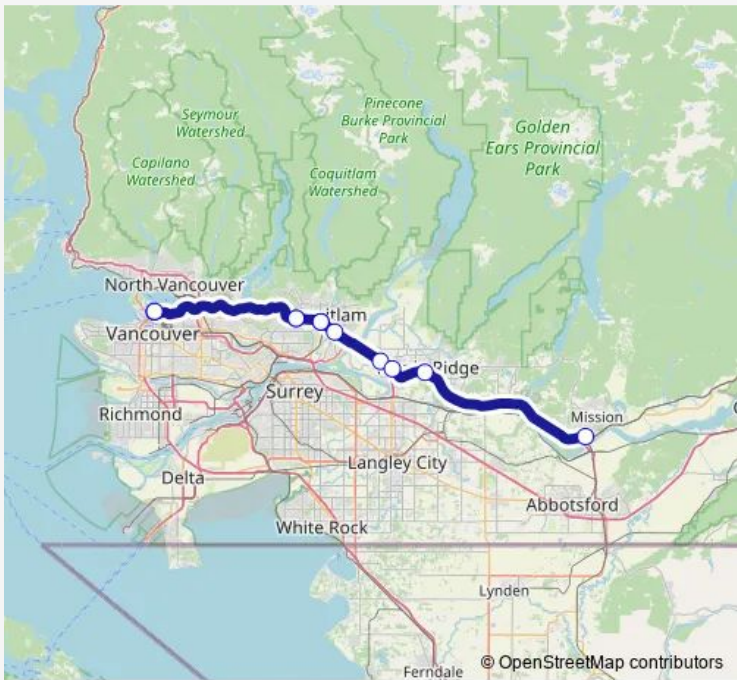 Seymour
Watershed
Pinecone
Burke Provincial
Park
Golden
Ears Provincial
Park
Capilano
Watershed
Coquitlam
Watershed
North Vancouver
itlam
Vancouver
Ridge
Surrey
Richmond
Mission
Langley City
Delta
Abbotsford
White Rock
Lynden
Ferndale
© OpenStreetMap contributors